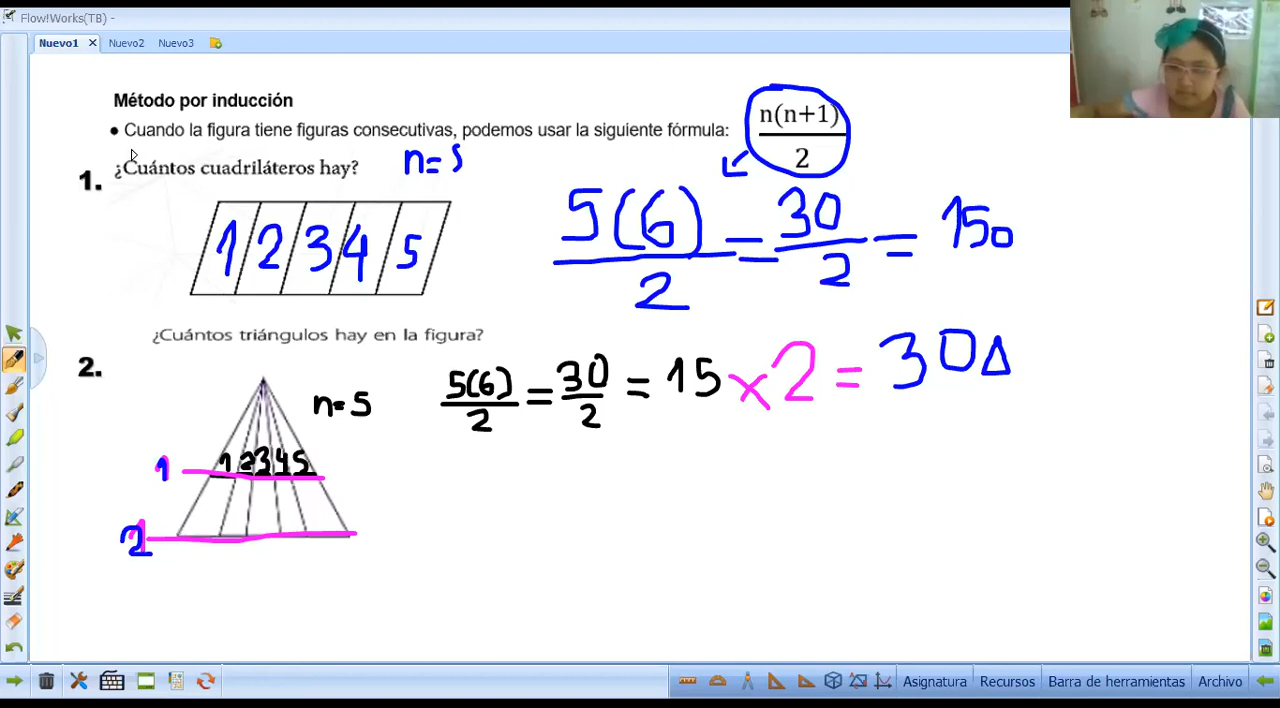 Flow!Works(TB) -
Nuevo1 Nuevo2 Nuevo3
Método por inducción
• Cuando la figura tiene figuras consecutivas, podemos usar la siguiente fórmula: n(n+1)/2
1. ¿Cuántos cuadriláteros hay? n=5
1 2 3 4 5
5(6)/2 = 30/2 = 15▱
¿Cuántos triángulos hay en la figura?
2.
n=5 5(6)/2 = 30/2 = 15 × 2 = 30Δ
1 1 2 3 4 5
2
Asignatura Recursos Barra de herramientas Archivo